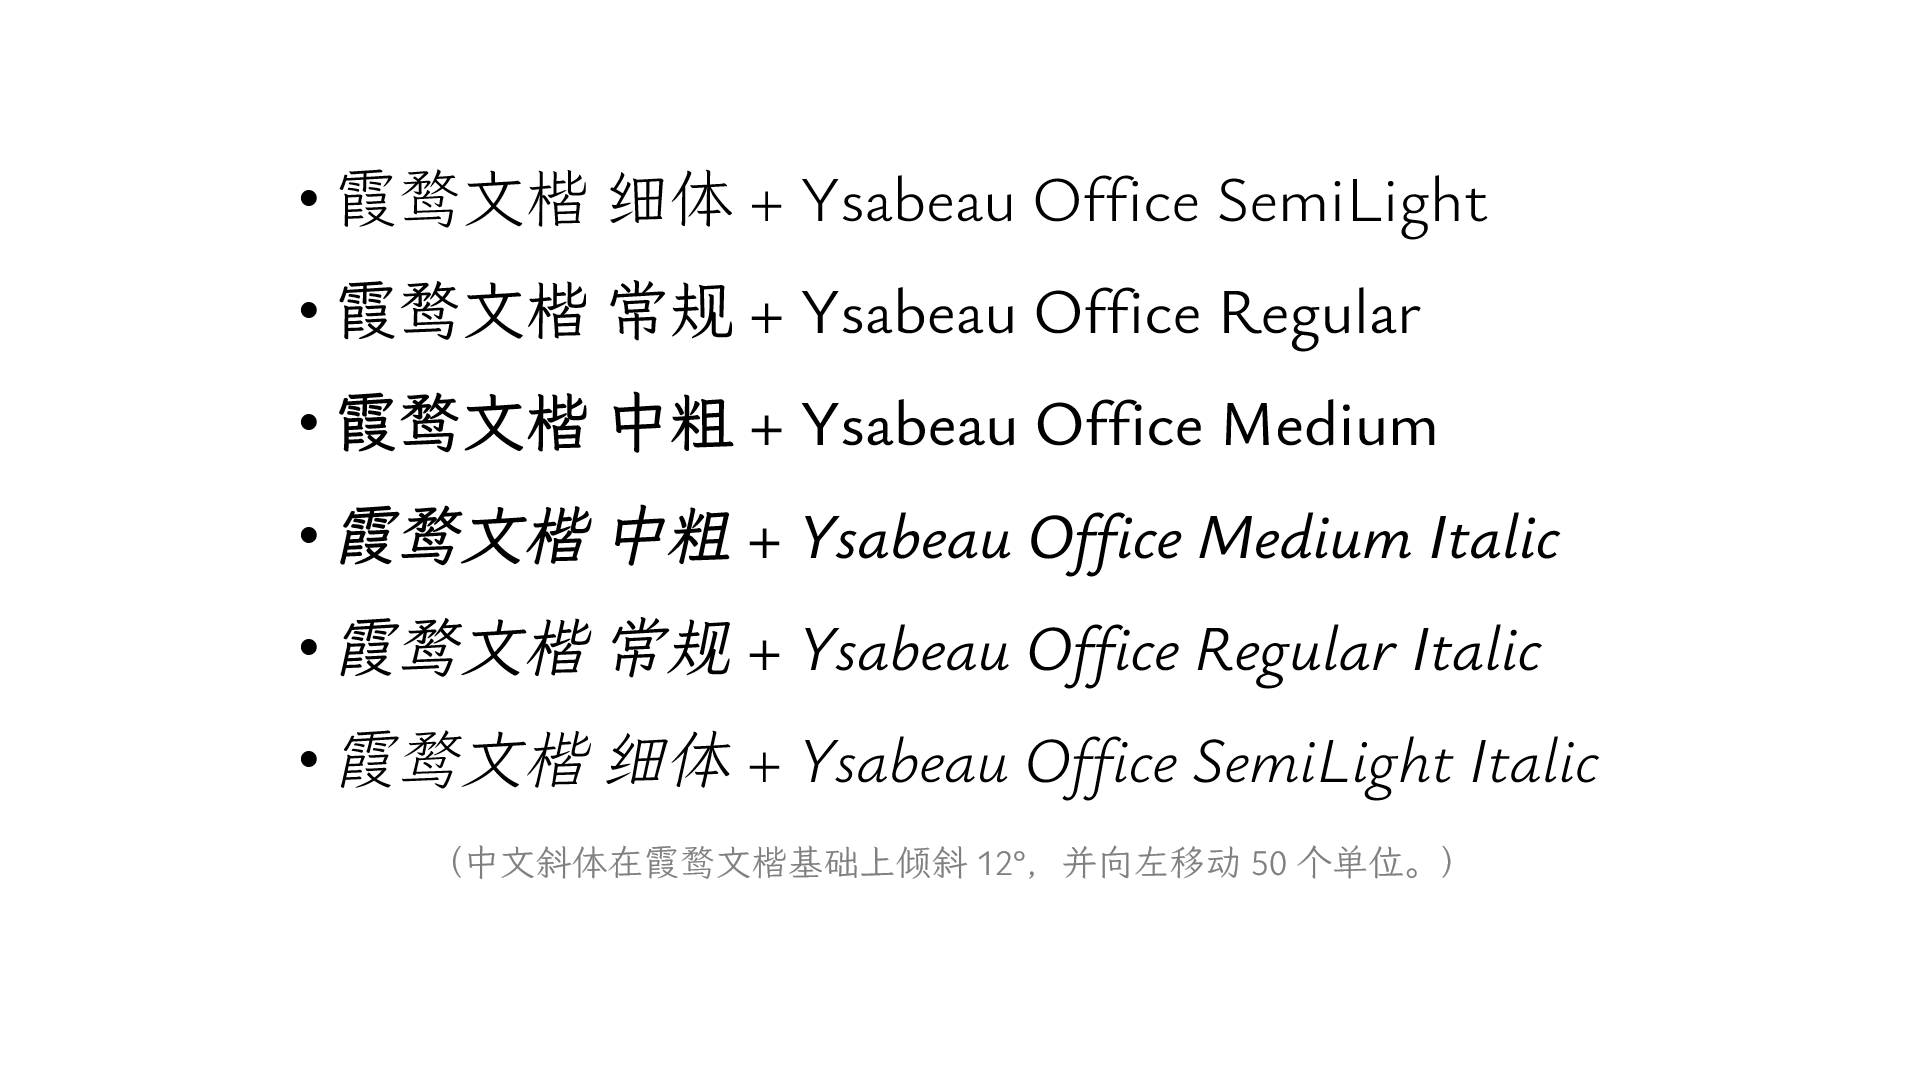 • 霞鹜文楷 细体 + Ysabeau Office SemiLight
• 霞鹜文楷 常规 + Ysabeau Office Regular
• 霞鹜文楷 中粗 + Ysabeau Office Medium
• 霞鹜文楷 中粗 + Ysabeau Office Medium Italic
• 霞鹜文楷 常规 + Ysabeau Office Regular Italic
• 霞鹜文楷 细体 + Ysabeau Office SemiLight Italic
（中文斜体在霞鹜文楷基础上倾斜 12°，并向左移动 50 个单位。）